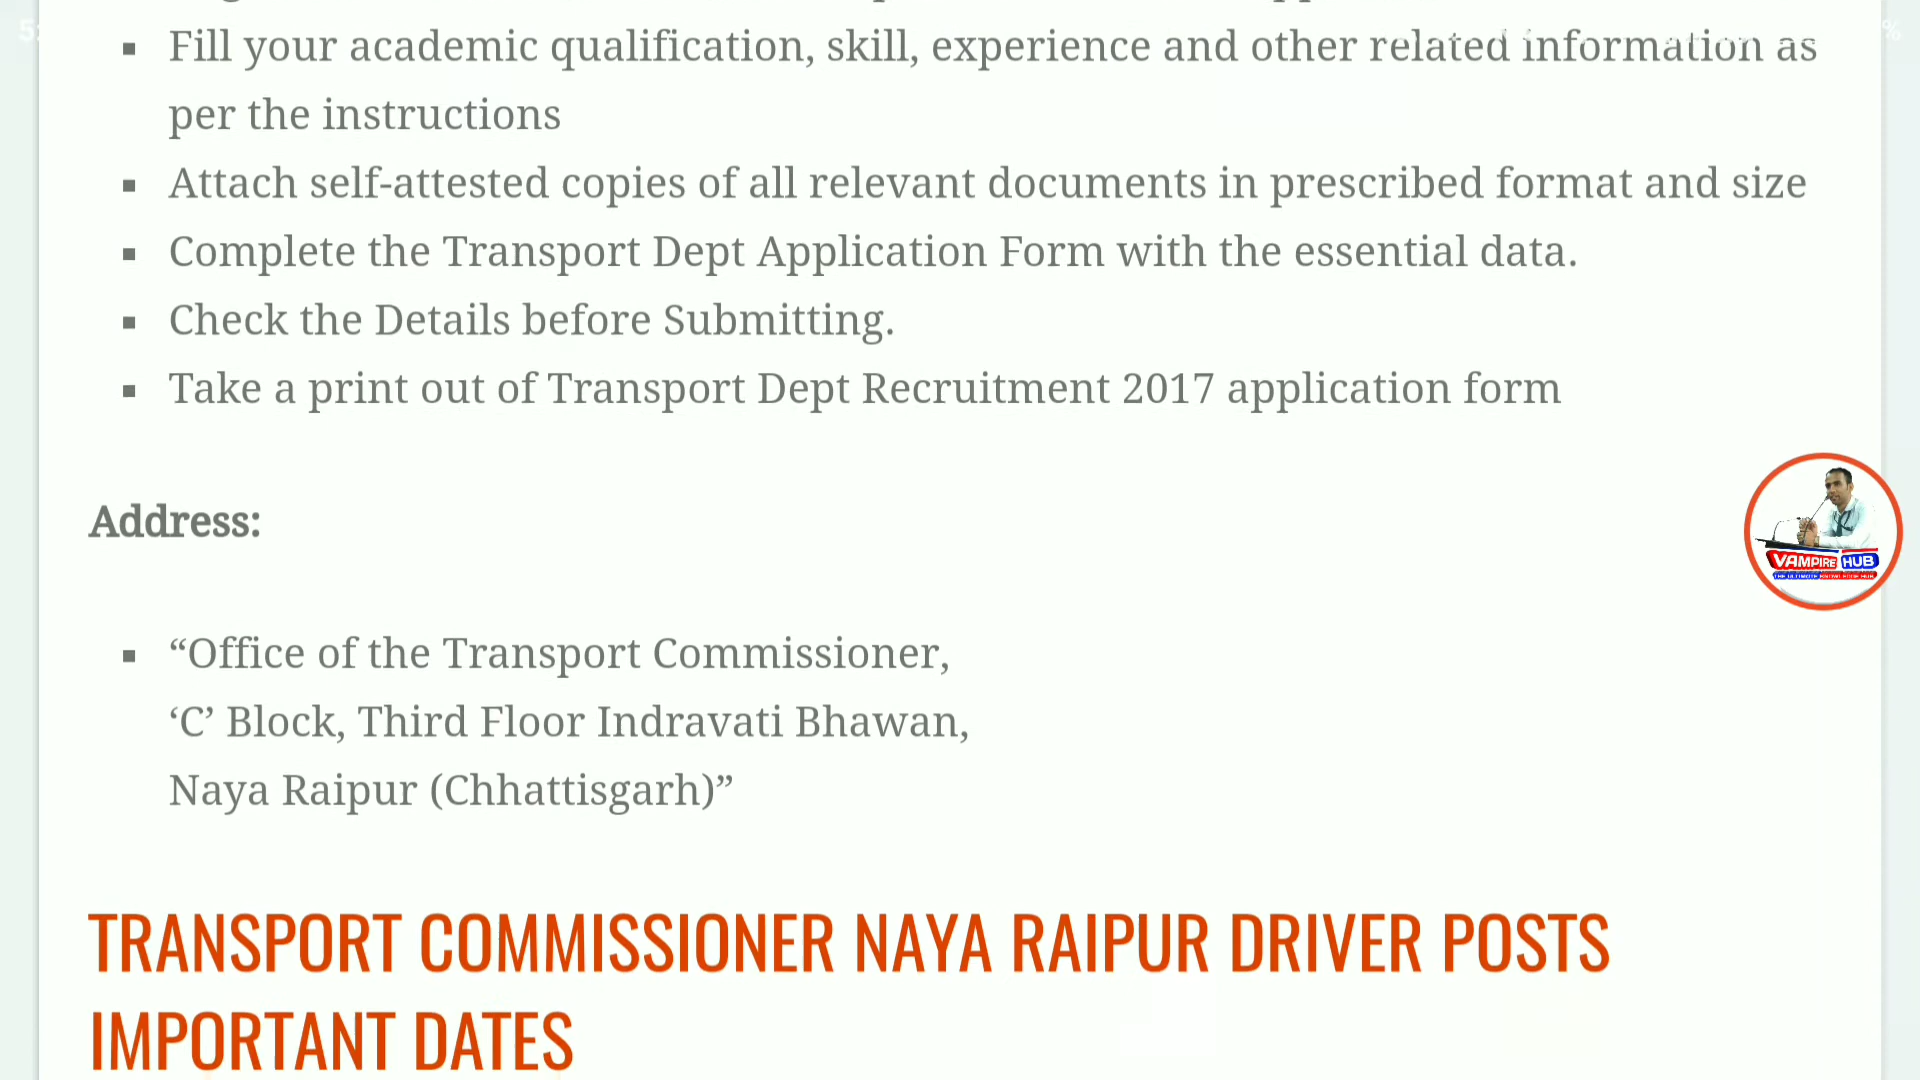 Fill your academic qualification, skill, experience and other related information as
per the instructions
Attach self-attested copies of all relevant documents in prescribed format and size
Complete the Transport Dept Application Form with the essential data.
Check the Details before Submitting.
Take a print out of Transport Dept Recruitment 2017 application form
Address:
“Office of the Transport Commissioner,
‘C’ Block, Third Floor Indravati Bhawan,
Naya Raipur (Chhattisgarh)”
VAMPIRE HUB
THE ULTIMATE KNOWLEDGE HUB
TRANSPORT COMMISSIONER NAYA RAIPUR DRIVER POSTS
IMPORTANT DATES